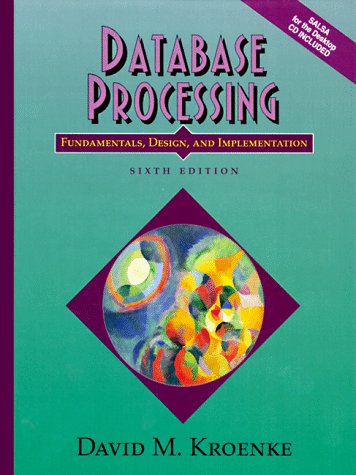 SALSA
for the Desktop
CD INCLUDED
DATABASE
PROCESSING
FUNDAMENTALS, DESIGN, AND IMPLEMENTATION
SIXTH EDITION
DAVID M. KROENKE